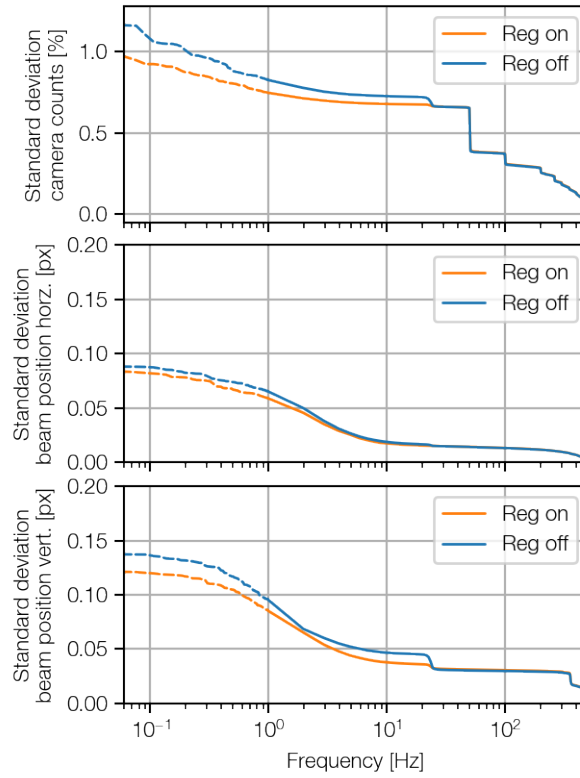 Standard deviation
camera counts [%]
1.0
0.5
0.0
Reg on
Reg off
Standard deviation
beam position horz. [px]
0.20
0.15
0.10
0.05
0.00
Reg on
Reg off
Standard deviation
beam position vert. [px]
0.20
0.15
0.10
0.05
0.00
Reg on
Reg off
10⁻¹ 10⁰ 10¹ 10²
Frequency [Hz]